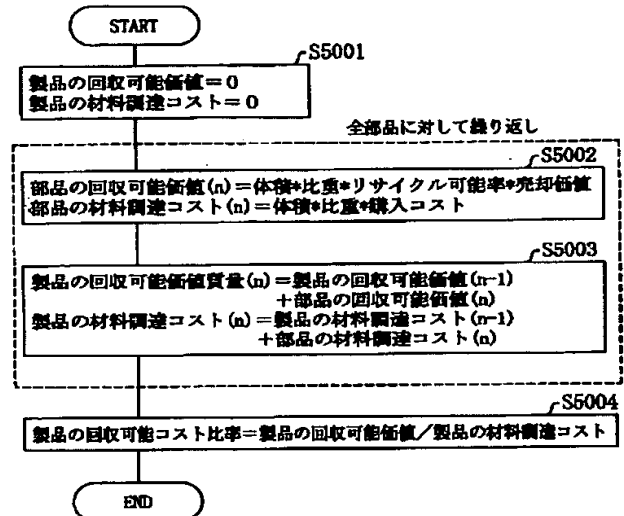 START
S5001
製品の回収可能価値＝0
製品の材料調達コスト＝0
全部品に対して繰り返し
S5002
部品の回収可能価値(n)＝体積*比重*リサイクル可能率*売却価値
部品の材料調達コスト(n)＝体積*比重*購入コスト
S5003
製品の回収可能価値質量(n)＝製品の回収可能価値(n-1)
＋部品の回収可能価値(n)
製品の材料調達コスト(n)＝製品の材料調達コスト(n-1)
＋部品の材料調達コスト(n)
S5004
製品の回収可能コスト比率＝製品の回収可能価値／製品の材料調達コスト
END